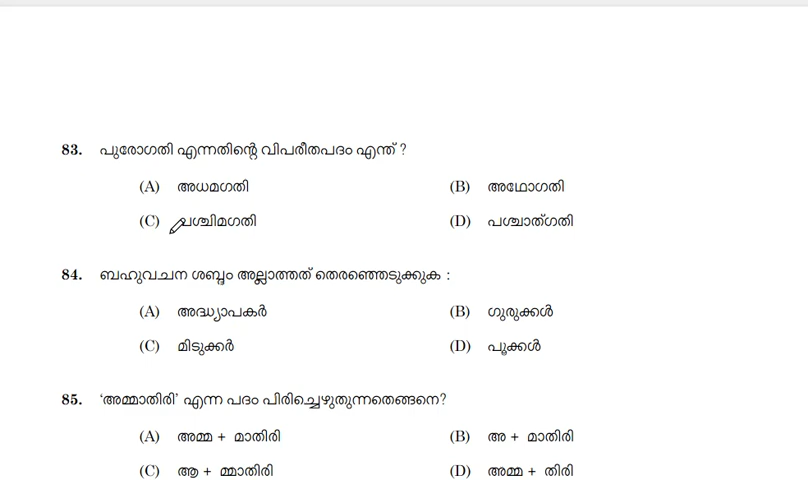 83. പുരോഗതി എന്നതിന്റെ വിപരീതപദം എന്ത് ?
(A) അധമഗതി (B) അഥോഗതി
(C) പശ്ചിമഗതി (D) പശ്ചാത്ഗതി
84. ബഹുവചന ശബ്ദം അല്ലാത്തത് തെരഞ്ഞെടുക്കുക :
(A) അദ്ധ്യാപകർ (B) ഗുരുക്കൾ
(C) മിടുക്കർ (D) പൂക്കൾ
85. ‘അമ്മാതിരി’ എന്ന പദം പിരിച്ചെഴുതുന്നതെങ്ങനെ?
(A) അമ്മ + മാതിരി (B) അ + മാതിരി
(C) ആ + മ്മാതിരി (D) അമ്മ + തിരി